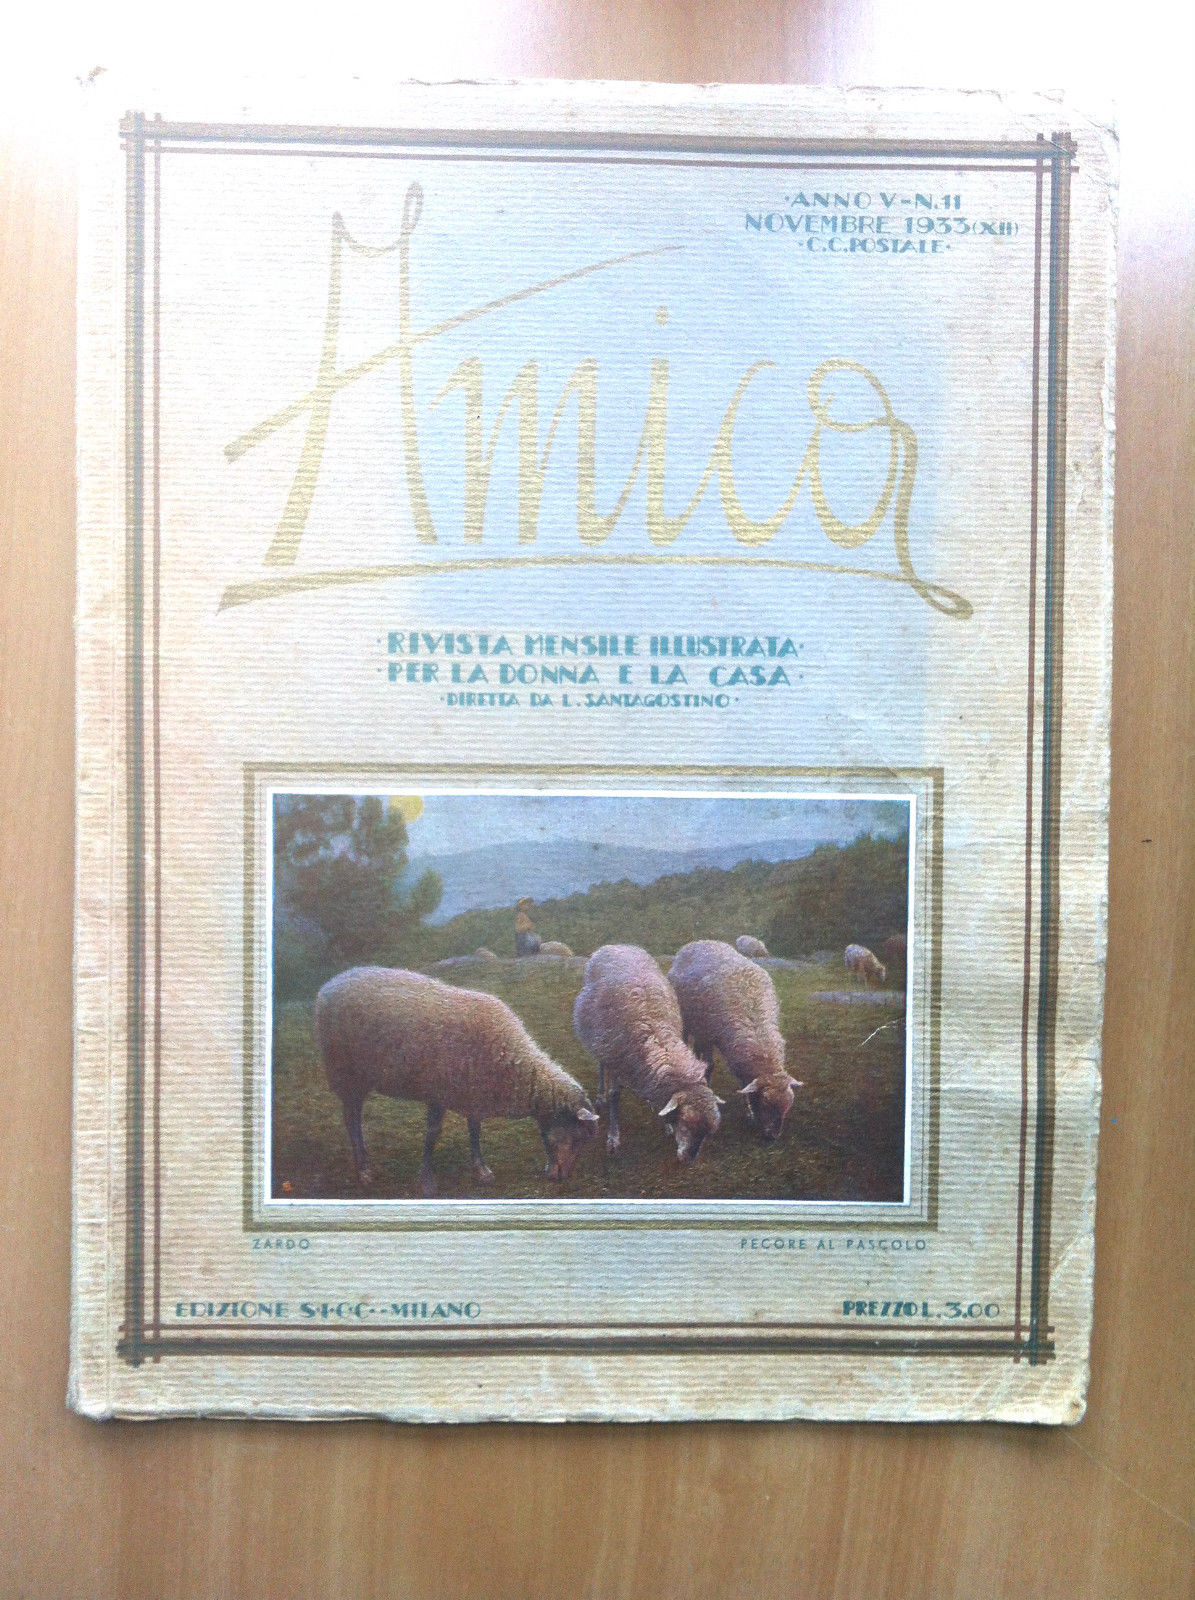 ·ANNO V-N.11
NOVEMBRE 1933(XII)
·C.C.POSTALE·
Amica
·RIVISTA MENSILE ILLUSTRATA·
·PER LA DONNA E LA CASA·
·DIRETTA DA L. SANTAGOSTINO·
ZARDO PECORE AL PASCOLO
EDIZIONE S·I·C·C·-MILANO PREZZO L. 3.00